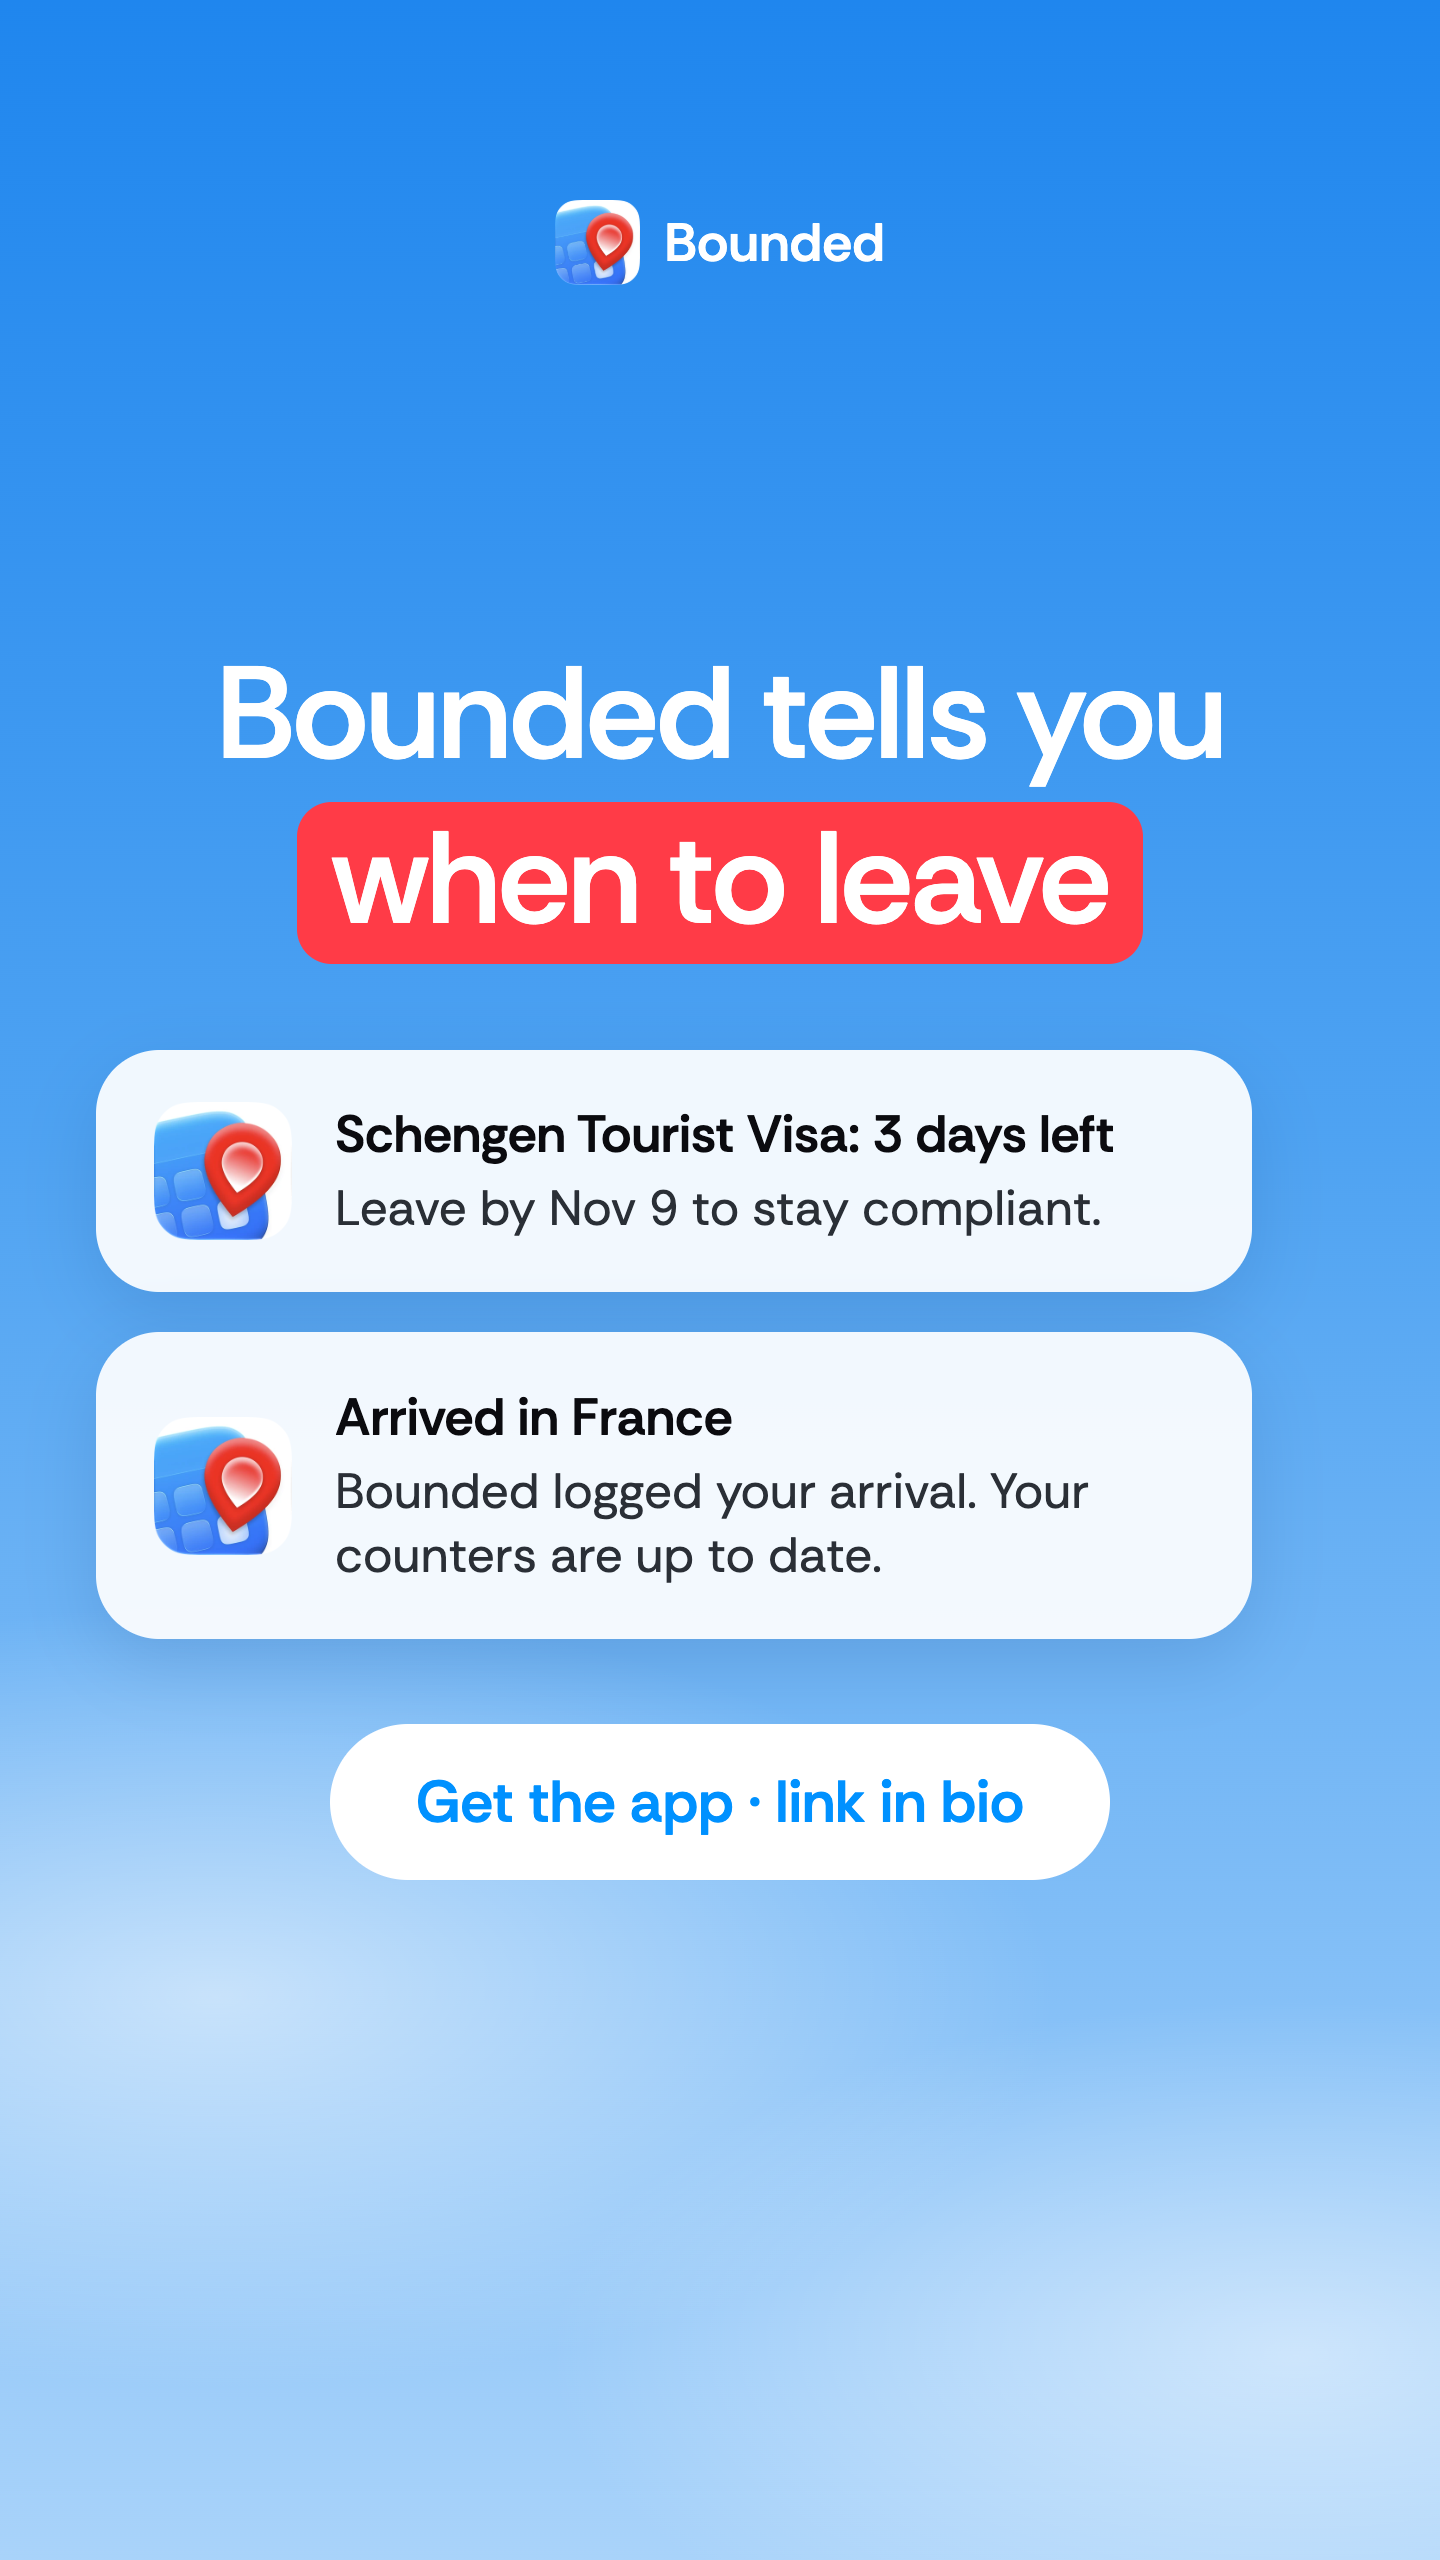 Bounded
Bounded tells you
when to leave
Schengen Tourist Visa: 3 days left
Leave by Nov 9 to stay compliant.
Arrived in France
Bounded logged your arrival. Your
counters are up to date.
Get the app · link in bio